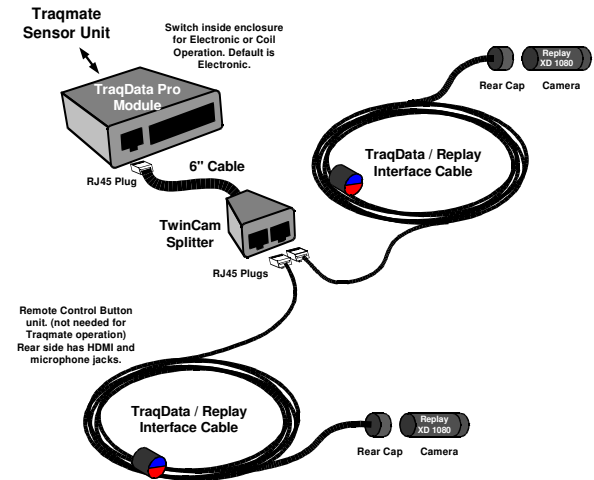 Traqmate
Sensor Unit
Switch inside enclosure
for Electronic or Coil
Operation. Default is
Electronic.
TraqData Pro
Module
RJ45 Plug
6" Cable
TwinCam
Splitter
RJ45 Plugs
Replay
XD 1080
Rear Cap
Camera
TraqData / Replay
Interface Cable
Remote Control Button
unit. (not needed for
Traqmate operation)
Rear side has HDMI and
microphone jacks.
TraqData / Replay
Interface Cable
Replay
XD 1080
Rear Cap
Camera